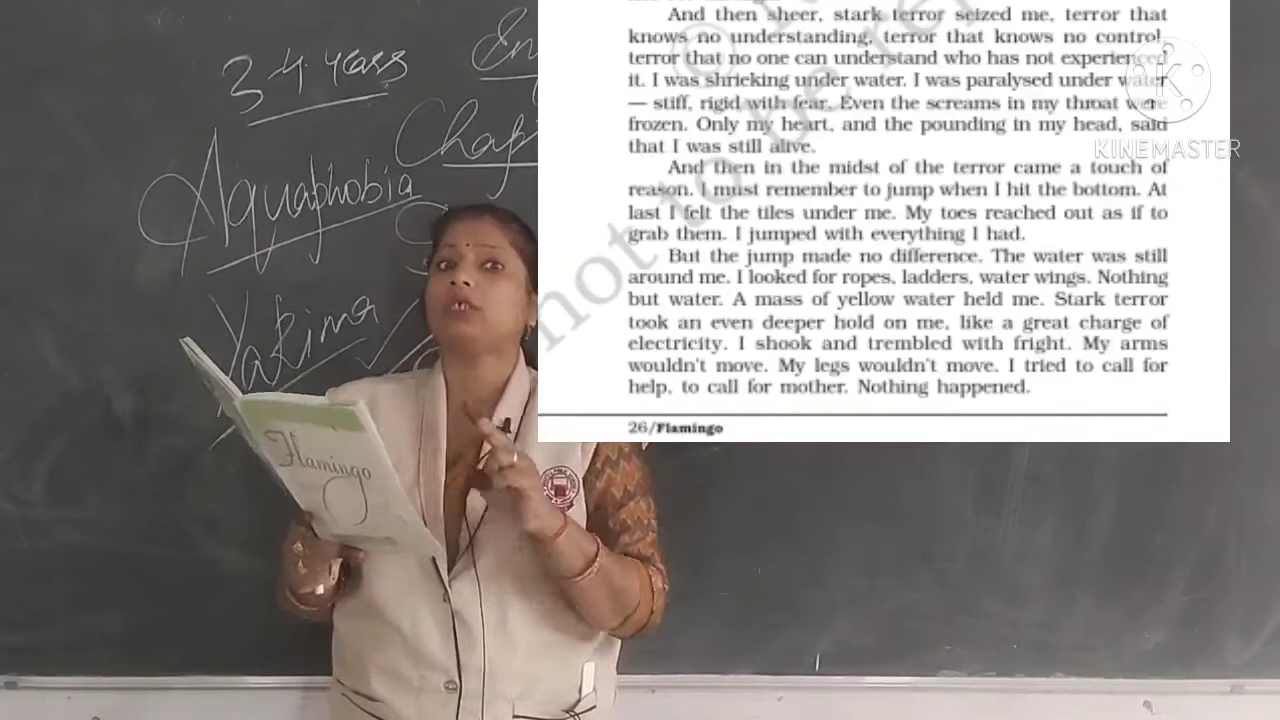 3-4 years
En
Chap
Aquaphobia
Yakima
Flamingo
And then sheer, stark terror seized me, terror that
knows no understanding, terror that knows no control,
terror that no one can understand who has not experienced
it. I was shrieking under water. I was paralysed under water
— stiff, rigid with fear. Even the screams in my throat were
frozen. Only my heart, and the pounding in my head, said
that I was still alive.
And then in the midst of the terror came a touch of
reason. I must remember to jump when I hit the bottom. At
last I felt the tiles under me. My toes reached out as if to
grab them. I jumped with everything I had.
But the jump made no difference. The water was still
around me. I looked for ropes, ladders, water wings. Nothing
but water. A mass of yellow water held me. Stark terror
took an even deeper hold on me, like a great charge of
electricity. I shook and trembled with fright. My arms
wouldn't move. My legs wouldn't move. I tried to call for
help, to call for mother. Nothing happened.
26/Flamingo
not to be re
KINEMASTER